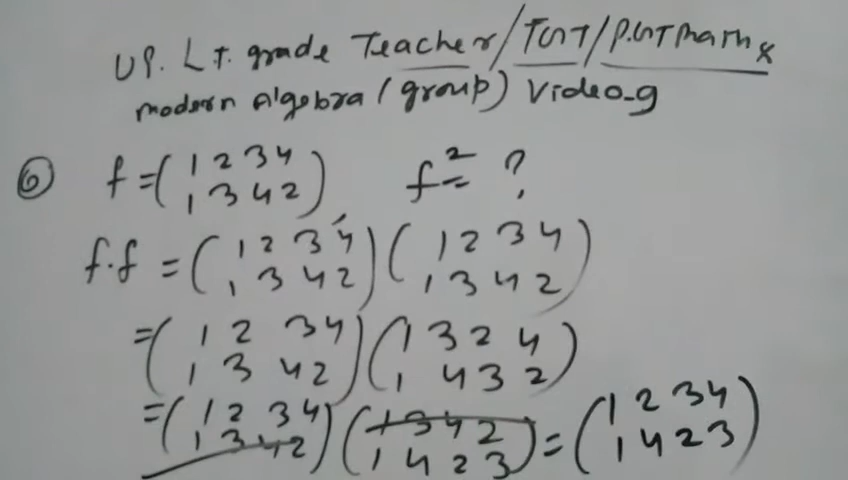 UP. LT. grade Teacher/TGT/P.GT math
modern Algebra (group) Video-9
⑥ f = ( 1 2 3 4 / 1 3 4 2 ) f² = ?
f.f = ( 1 2 3 4 / 1 3 4 2 ) ( 1 2 3 4 / 1 3 4 2 )
= ( 1 2 3 4 / 1 3 4 2 ) ( 1 3 2 4 / 1 4 3 2 )
= ( 1 2 3 4 / 1 3 4 2 ) ( 1 3 4 2 / 1 4 2 3 ) = ( 1 2 3 4 / 1 4 2 3 )